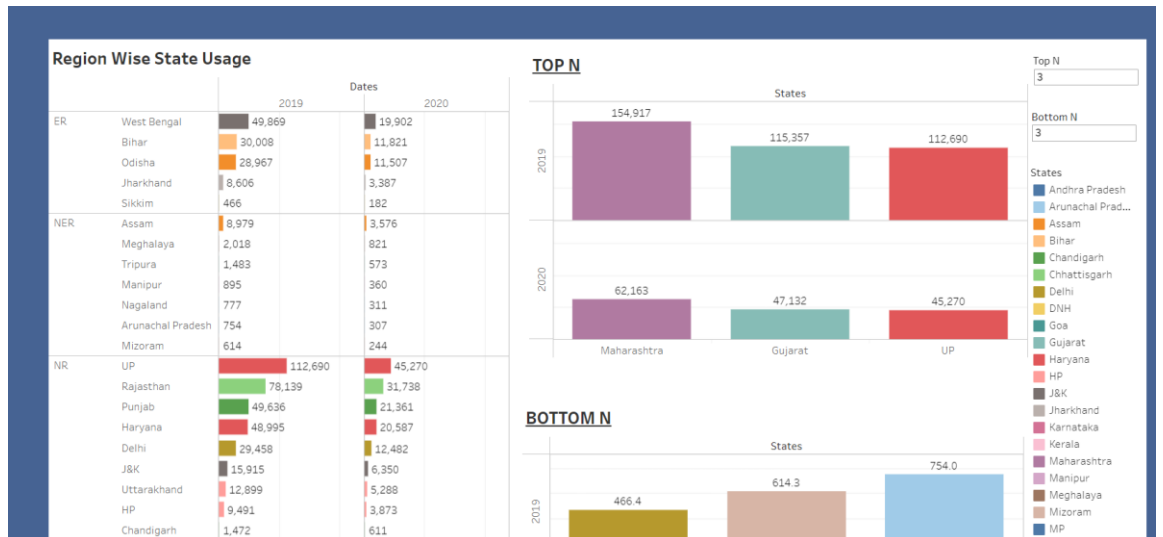 Region Wise State Usage
Dates
2019 2020
ER West Bengal 49,869 19,902
Bihar 30,008 11,821
Odisha 28,967 11,507
Jharkhand 8,606 3,387
Sikkim 466 182
NER Assam 8,979 3,576
Meghalaya 2,018 821
Tripura 1,483 573
Manipur 895 360
Nagaland 777 311
Arunachal Pradesh 754 307
Mizoram 614 244
NR UP 112,690 45,270
Rajasthan 78,139 31,738
Punjab 49,636 21,361
Haryana 48,995 20,587
Delhi 29,458 12,482
J&K 15,915 6,350
Uttarakhand 12,899 5,288
HP 9,491 3,873
Chandigarh 1,472 611
TOP N
States
2019
154,917 115,357 112,690
2020
62,163 47,132 45,270
Maharashtra Gujarat UP
BOTTOM N
States
2019
466.4 614.3 754.0
Top N
3
Bottom N
3
States
Andhra Pradesh
Arunachal Prad...
Assam
Bihar
Chandigarh
Chhattisgarh
Delhi
DNH
Goa
Gujarat
Haryana
HP
J&K
Jharkhand
Karnataka
Kerala
Maharashtra
Manipur
Meghalaya
Mizoram
MP